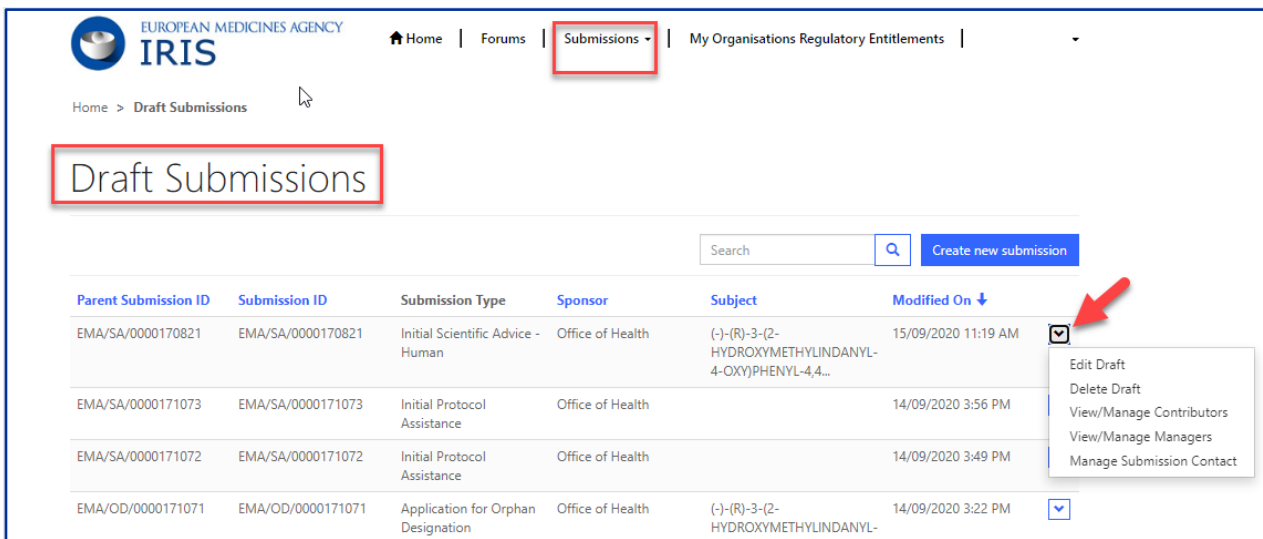 EUROPEAN MEDICINES AGENCY
IRIS
Home | Forums | Submissions | My Organisations Regulatory Entitlements |
Home > Draft Submissions
Draft Submissions
Search Create new submission
Parent Submission ID Submission ID Submission Type Sponsor Subject Modified On
EMA/SA/0000170821 EMA/SA/0000170821 Initial Scientific Advice - Office of Health (-)-(R)-3-(2- 15/09/2020 11:19 AM
Human HYDROXYMETHYLINDANYL-
4-OXY)PHENYL-4,4...
Edit Draft
Delete Draft
EMA/SA/0000171073 EMA/SA/0000171073 Initial Protocol Office of Health 14/09/2020 3:56 PM
Assistance
View/Manage Contributors
View/Manage Managers
EMA/SA/0000171072 EMA/SA/0000171072 Initial Protocol Office of Health 14/09/2020 3:49 PM
Assistance
Manage Submission Contact
EMA/OD/0000171071 EMA/OD/0000171071 Application for Orphan Office of Health (-)-(R)-3-(2- 14/09/2020 3:22 PM
Designation HYDROXYMETHYLINDANYL-